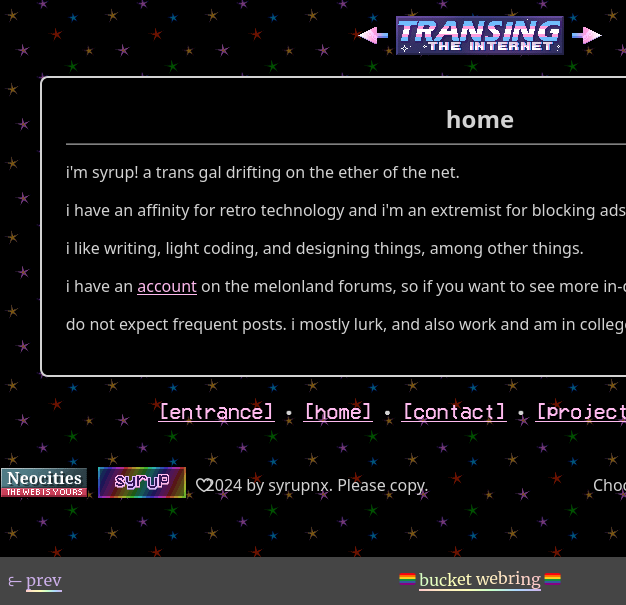 TRANSING
THE INTERNET
home
i'm syrup! a trans gal drifting on the ether of the net.
i have an affinity for retro technology and i'm an extremist for blocking ads
i like writing, light coding, and designing things, among other things.
i have an account on the melonland forums, so if you want to see more in-
do not expect frequent posts. i mostly lurk, and also work and am in colleg
[entrance] • [home] • [contact] • [project
Neocities
THE WEB IS YOURS
syrup
2024 by syrupnx. Please copy.
Choo
← prev
bucket webring